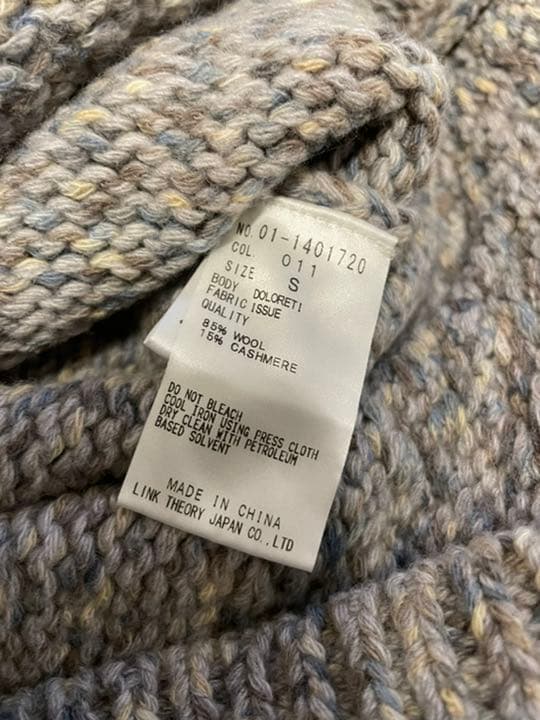 NO. 01-1401720
COL. 011
SIZE S
BODY DOLORETI
FABRIC ISSUE
QUALITY
85% WOOL
15% CASHMERE
DO NOT BLEACH
COOL IRON USING PRESS CLOTH
DRY CLEAN WITH PETROLEUM
BASED SOLVENT
MADE IN CHINA
LINK THEORY JAPAN CO.,LTD